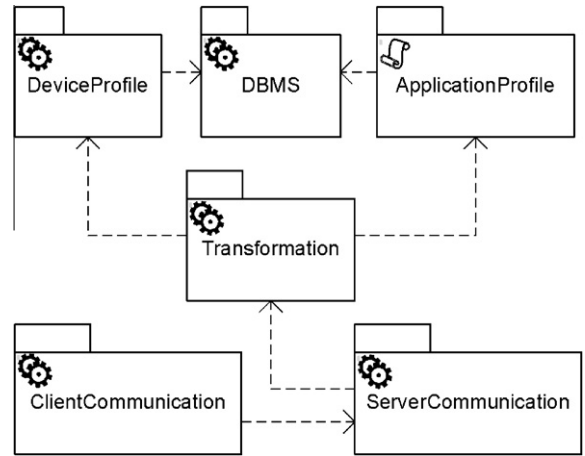 DeviceProfile
DBMS
ApplicationProfile
Transformation
ClientCommunication
ServerCommunication